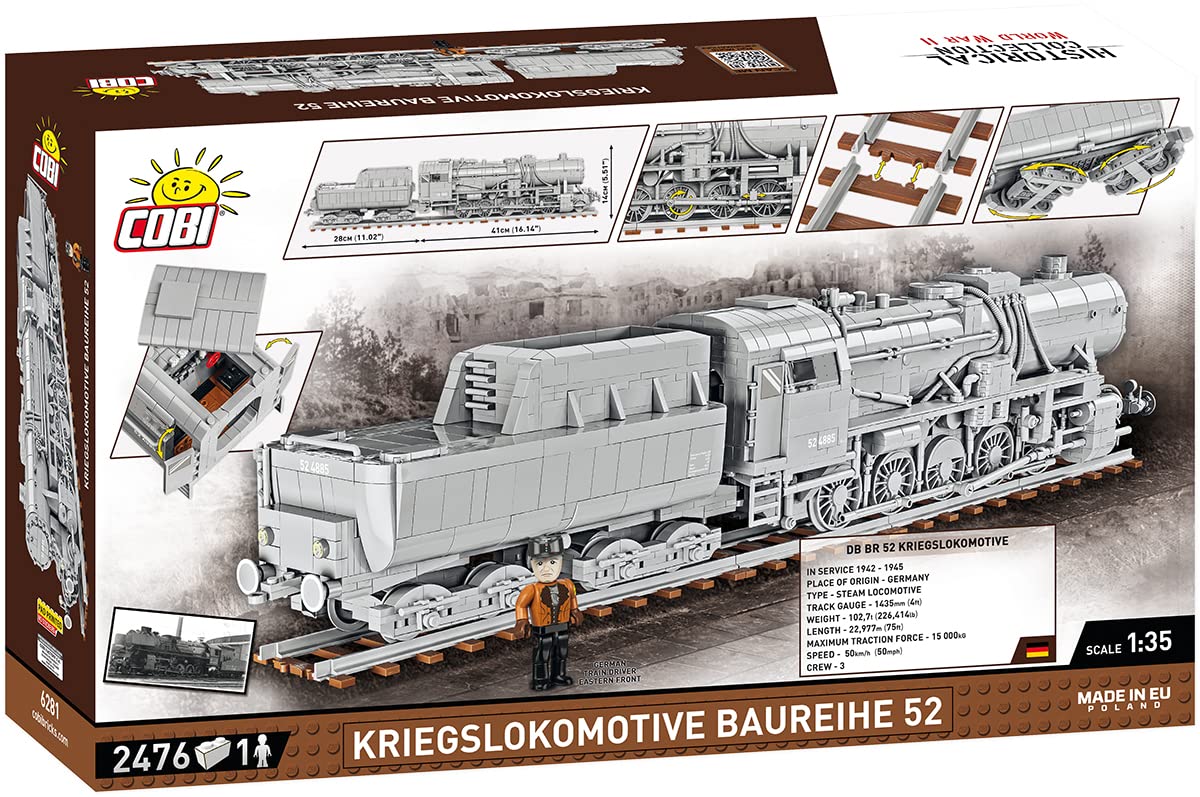 COBI
KRIEGSLOKOMOTIVE BAUREIHE 52
HISTORICAL
COLLECTION
WORLD WAR II
COBI
KRIEGSLOKOMOTIVE BAUREIHE 52
6281
cobibricks.com
COBI
28CM (11.02")
41CM (16.14")
14CM (5.51")
52 4885
52 4885
GERMAN
TRAIN DRIVER
EASTERN FRONT
DB BR 52 KRIEGSLOKOMOTIVE
IN SERVICE 1942 - 1945
PLACE OF ORIGIN - GERMANY
TYPE - STEAM LOCOMOTIVE
TRACK GAUGE - 1435mm (4ft)
WEIGHT - 102,7t (226,414lb)
LENGTH - 22,977m (75ft)
MAXIMUM TRACTION FORCE - 15 000kG
SPEED - 50km/h (50mph)
CREW - 3
SCALE 1:35
MADE IN EU
POLAND
2476 1
KRIEGSLOKOMOTIVE BAUREIHE 52